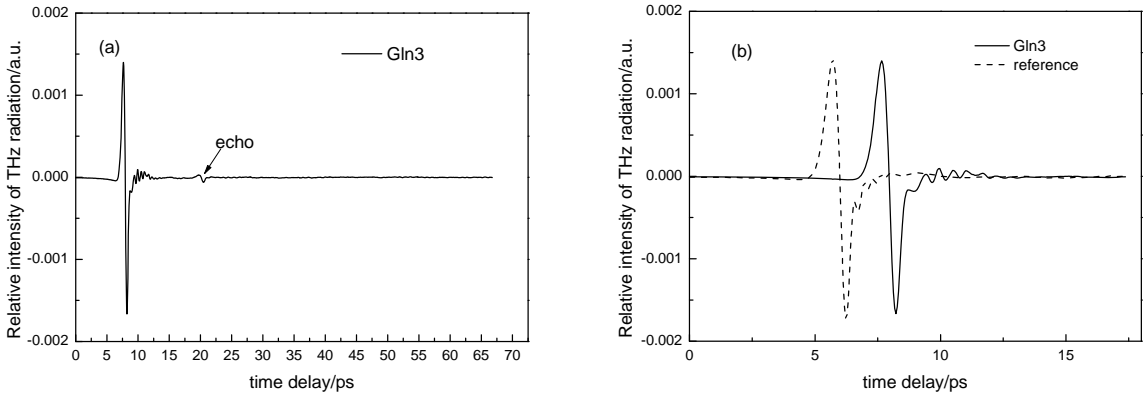 0.002
0.001
0.000
-0.001
-0.002
Relative intensity of THz radiation/a.u.
(a)
Gln3
echo
0 5 10 15 20 25 30 35 40 45 50 55 60 65 70
time delay/ps
0.002
0.001
0.000
-0.001
-0.002
Relative intensity of THz radiation/a.u.
(b)
Gln3
reference
0 5 10 15
time delay/ps